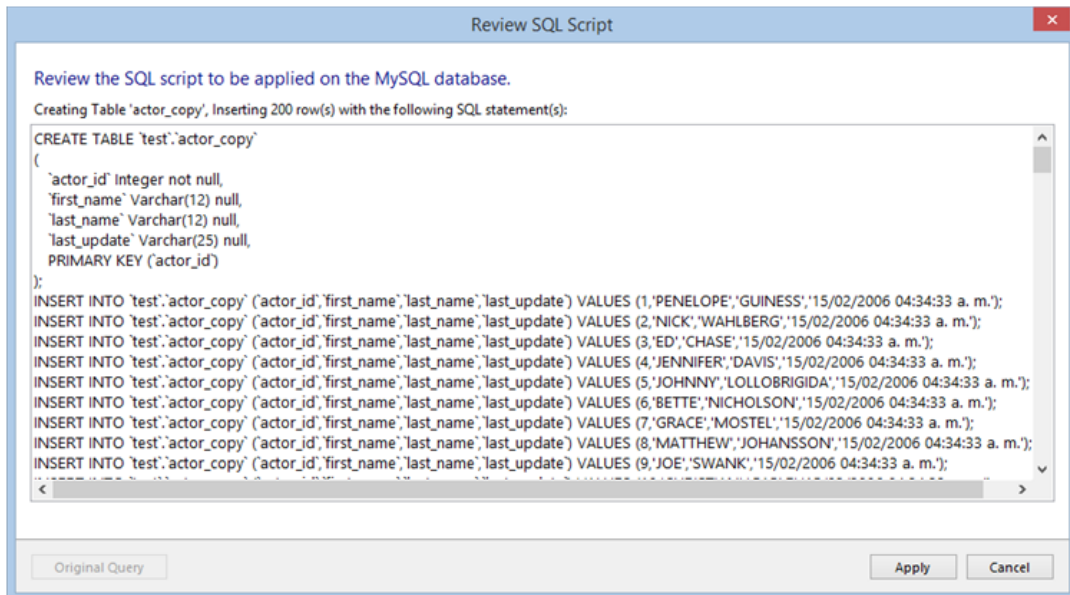 Review SQL Script
Review the SQL script to be applied on the MySQL database.
Creating Table 'actor_copy', Inserting 200 row(s) with the following SQL statement(s):
CREATE TABLE `test`.`actor_copy`
(
`actor_id` Integer not null,
`first_name` Varchar(12) null,
`last_name` Varchar(12) null,
`last_update` Varchar(25) null,
PRIMARY KEY (`actor_id`)
);
INSERT INTO `test`.`actor_copy` (`actor_id`,`first_name`,`last_name`,`last_update`) VALUES (1,'PENELOPE','GUINESS','15/02/2006 04:34:33 a. m.');
INSERT INTO `test`.`actor_copy` (`actor_id`,`first_name`,`last_name`,`last_update`) VALUES (2,'NICK','WAHLBERG','15/02/2006 04:34:33 a. m.');
INSERT INTO `test`.`actor_copy` (`actor_id`,`first_name`,`last_name`,`last_update`) VALUES (3,'ED','CHASE','15/02/2006 04:34:33 a. m.');
INSERT INTO `test`.`actor_copy` (`actor_id`,`first_name`,`last_name`,`last_update`) VALUES (4,'JENNIFER','DAVIS','15/02/2006 04:34:33 a. m.');
INSERT INTO `test`.`actor_copy` (`actor_id`,`first_name`,`last_name`,`last_update`) VALUES (5,'JOHNNY','LOLLOBRIGIDA','15/02/2006 04:34:33 a. m.');
INSERT INTO `test`.`actor_copy` (`actor_id`,`first_name`,`last_name`,`last_update`) VALUES (6,'BETTE','NICHOLSON','15/02/2006 04:34:33 a. m.');
INSERT INTO `test`.`actor_copy` (`actor_id`,`first_name`,`last_name`,`last_update`) VALUES (7,'GRACE','MOSTEL','15/02/2006 04:34:33 a. m.');
INSERT INTO `test`.`actor_copy` (`actor_id`,`first_name`,`last_name`,`last_update`) VALUES (8,'MATTHEW','JOHANSSON','15/02/2006 04:34:33 a. m.');
INSERT INTO `test`.`actor_copy` (`actor_id`,`first_name`,`last_name`,`last_update`) VALUES (9,'JOE','SWANK','15/02/2006 04:34:33 a. m.');
Original Query
Apply
Cancel